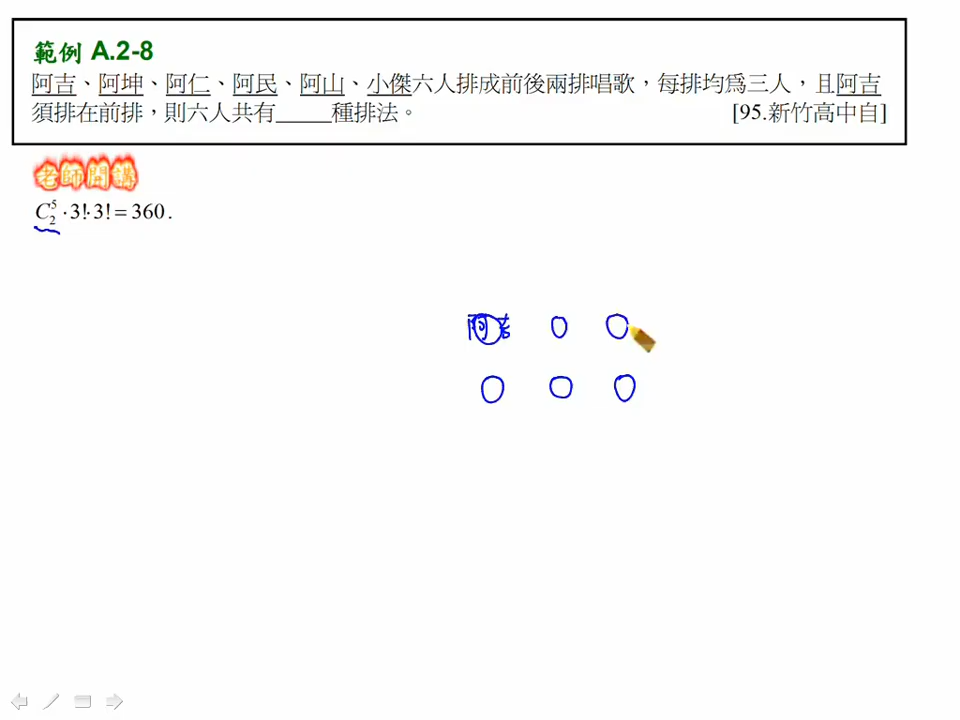 範例 A.2-8
阿吉、阿坤、阿仁、阿民、阿山、小傑六人排成前後兩排唱歌，每排均為三人，且阿吉
須排在前排，則六人共有_____種排法。 [95.新竹高中自]
老師開講
C⁵₂·3!·3!=360.
阿吉